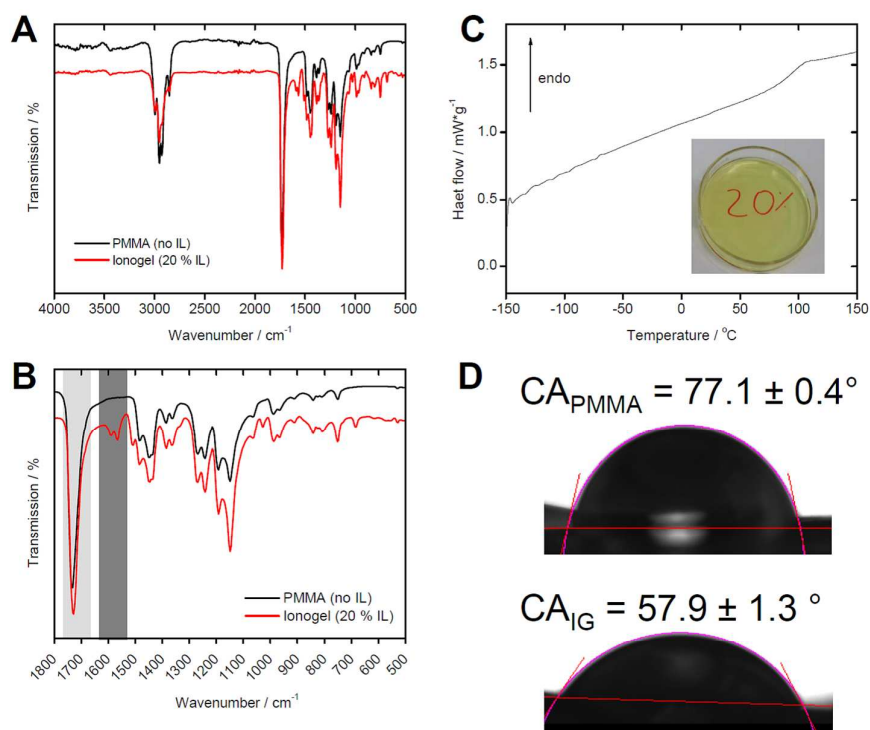 A
Transmission / %
PMMA (no IL)
Ionogel (20 % IL)
4000 3500 3000 2500 2000 1500 1000 500
Wavenumber / cm-1
B
Transmission / %
PMMA (no IL)
Ionogel (20 % IL)
1800 1700 1600 1500 1400 1300 1200 1100 1000 900 800 700 600 500
Wavenumber / cm-1
C
endo
Haet flow / mW*g-1
1.5
1.0
0.5
0.0
20%
-150 -100 -50 0 50 100 150
Temperature / oC
D
CAPMMA = 77.1 ± 0.4°
CAIG = 57.9 ± 1.3 °